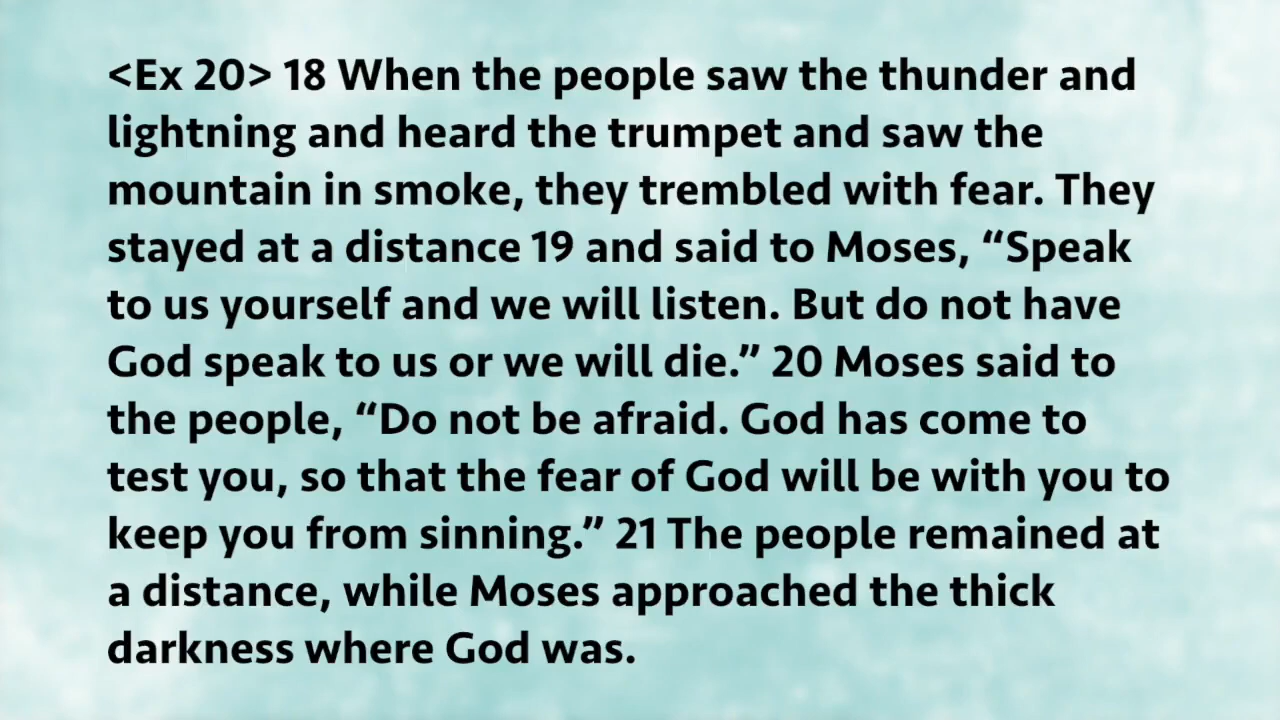 <Ex 20> 18 When the people saw the thunder and
lightning and heard the trumpet and saw the
mountain in smoke, they trembled with fear. They
stayed at a distance 19 and said to Moses, “Speak
to us yourself and we will listen. But do not have
God speak to us or we will die.” 20 Moses said to
the people, “Do not be afraid. God has come to
test you, so that the fear of God will be with you to
keep you from sinning.” 21 The people remained at
a distance, while Moses approached the thick
darkness where God was.